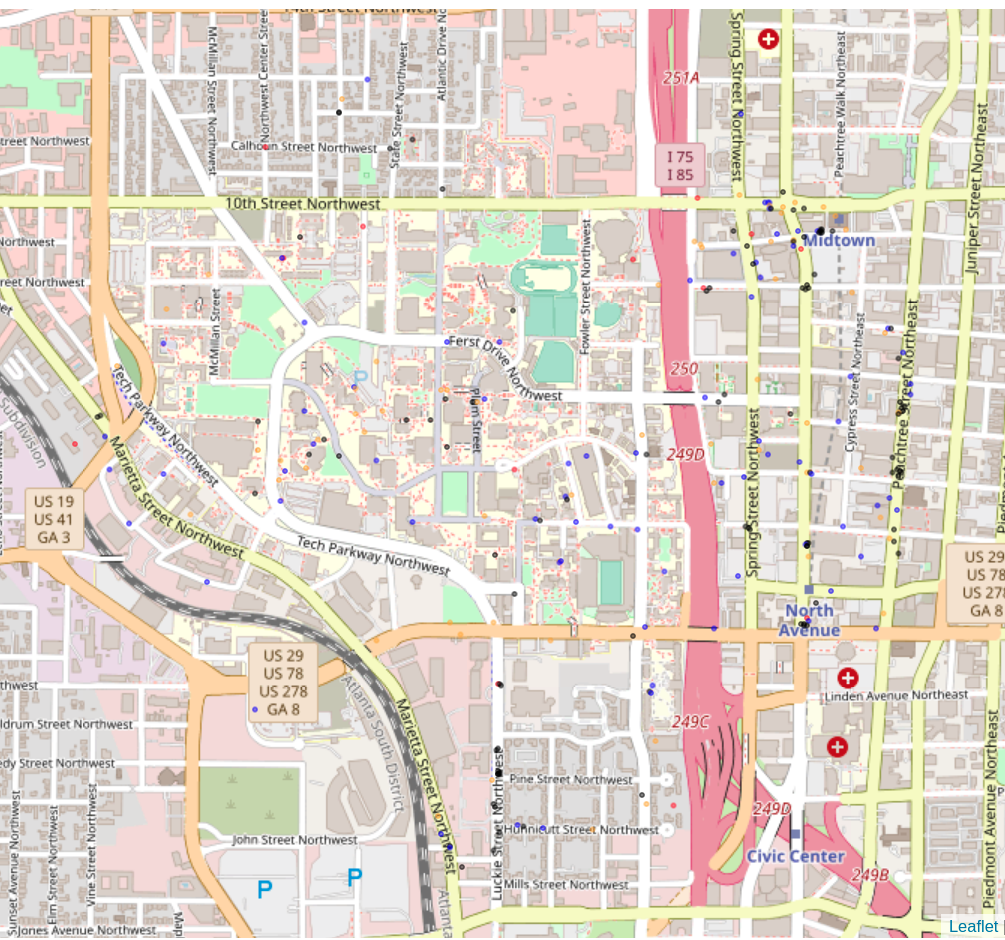 14th Street Northwest
McMillan Street Northwest
Northwest Center Street
State Street Northwest
Atlantic Drive No
Spring Street Northwest
251A
Peachtree Walk Northeast
Juniper Street Northeast
treet Northwest
Calhoun Street Northwest
I 75
I 85
10th Street Northwest
Northwest
Midtown
Street Northwest
McMillan Street
Fowler Street Northwest
Ferst Drive Northwest
Cypress Street Northeast
Peachtree Street Northeast
250
P
Plum Street
Tech Parkway Northwest
Subdivision
249D
Spring Street Northwest
Marietta Street Northwest
US 19
US 41
GA 3
Tech Parkway Northwest
US 29
US 78
US 278
GA 8
North
Avenue
US 29
US 78
US 278
GA 8
thwest
Linden Avenue Northeast
Atlanta South District
Marietta Street Northwest
249C
ldrum Street Northwest
edy Street Northwest
Pine Street Northwest
Luckie Street Northwest
249D
Hunnicutt Street Northwest
John Street Northwest
Civic Center
249B
Piedmont Avenue Northeast
Sunset Avenue Northwest
Elm Street Northwest
Vine Street Northwest
P
P
Mills Street Northwest
Atlanta
Jones Avenue Northwest
Map
Leaflet